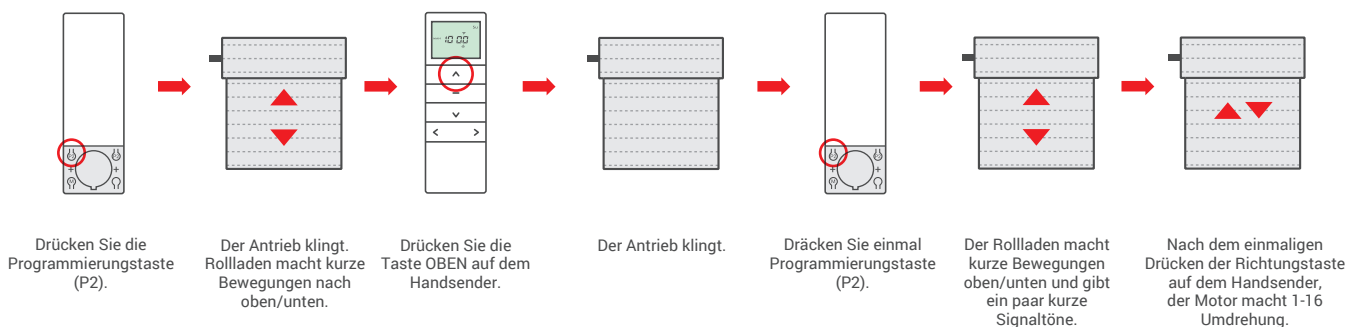 10 00
Drücken Sie die
Programmierungstaste
(P2).
Der Antrieb klingt.
Rollladen macht kurze
Bewegungen nach
oben/unten.
Drücken Sie die
Taste OBEN auf dem
Handsender.
Der Antrieb klingt.
Dräcken Sie einmal
Programmierungstaste
(P2).
Der Rollladen macht
kurze Bewegungen
oben/unten und gibt
ein paar kurze
Signaltöne.
Nach dem einmaligen
Drücken der Richtungstaste
auf dem Handsender,
der Motor macht 1-16
Umdrehung.